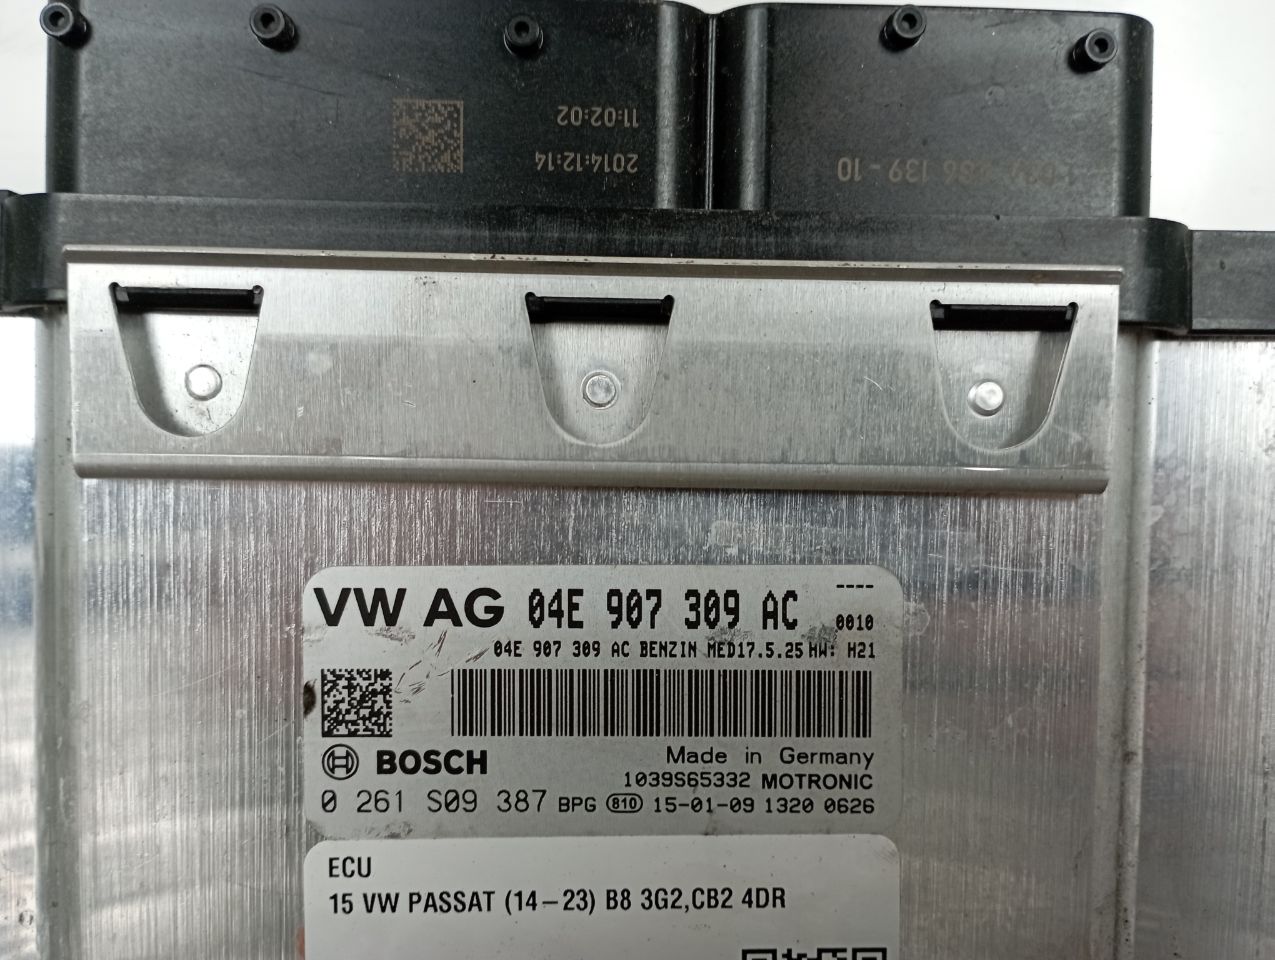 11:02:02
2014:12:14
139-10
VW AG 04E 907 309 AC ----
0010
04E 907 309 AC BENZIN MED17.5.25 HW: H21
BOSCH
Made in Germany
1039S65332 MOTRONIC
0 261 S09 387 BPG 810 15-01-09 1320 0626
ECU
15 VW PASSAT (14-23) B8 3G2,CB2 4DR